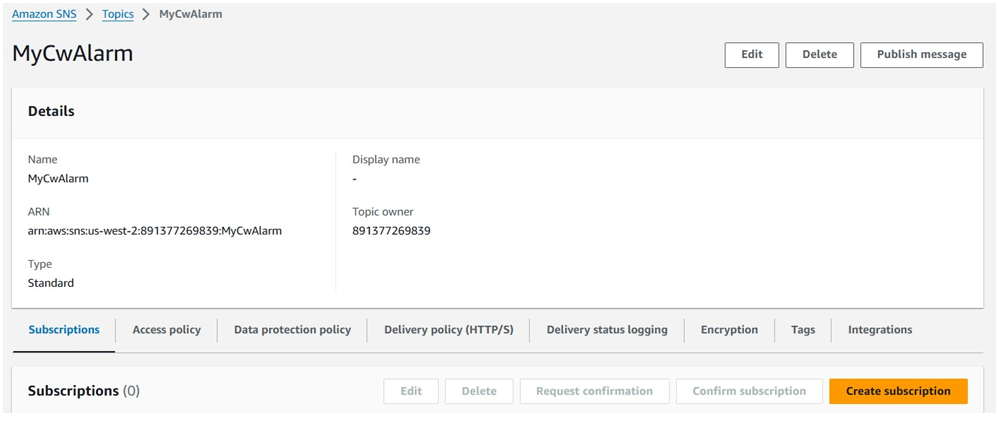 Amazon SNS > Topics > MyCwAlarm
MyCwAlarm
Edit Delete Publish message
Details
Name Display name
MyCwAlarm -
ARN Topic owner
arn:aws:sns:us-west-2:891377269839:MyCwAlarm 891377269839
Type
Standard
Subscriptions Access policy Data protection policy Delivery policy (HTTP/S) Delivery status logging Encryption Tags Integrations
Subscriptions (0) Edit Delete Request confirmation Confirm subscription Create subscription